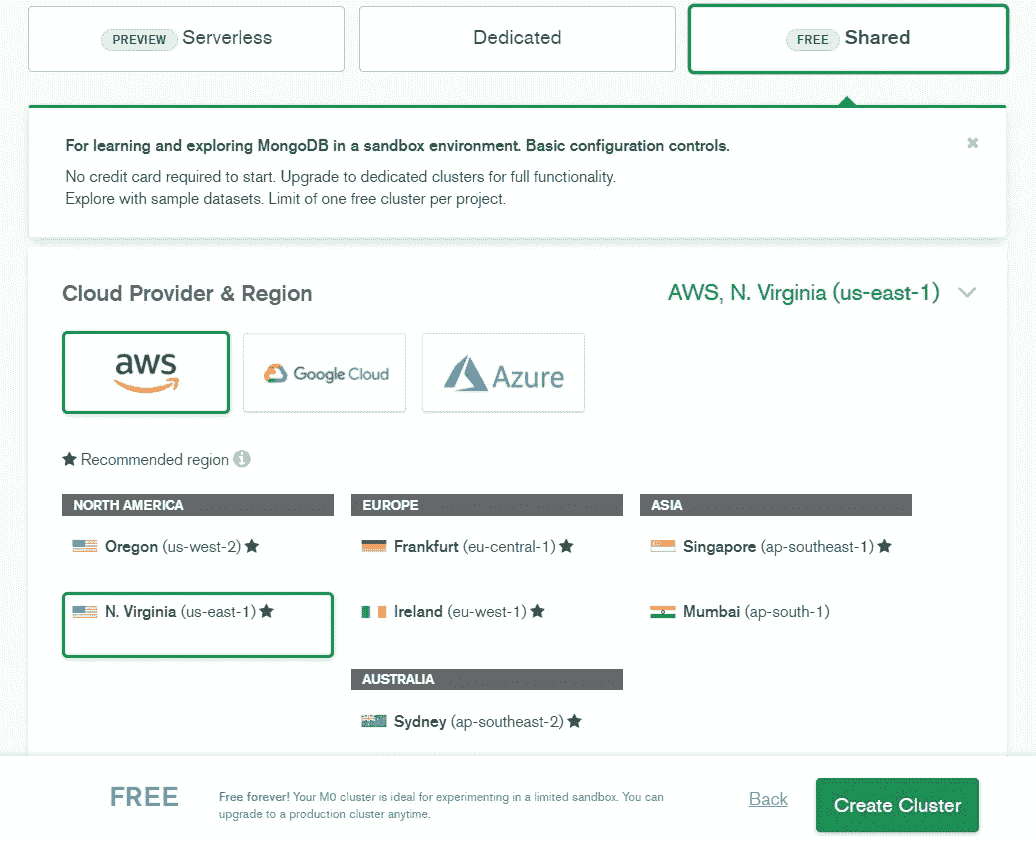 PREVIEW Serverless
Dedicated
FREE Shared
For learning and exploring MongoDB in a sandbox environment. Basic configuration controls.
No credit card required to start. Upgrade to dedicated clusters for full functionality.
Explore with sample datasets. Limit of one free cluster per project.
Cloud Provider & Region
AWS, N. Virginia (us-east-1)
aws
Google Cloud
Azure
★ Recommended region
NORTH AMERICA
EUROPE
ASIA
Oregon (us-west-2) ★
Frankfurt (eu-central-1) ★
Singapore (ap-southeast-1) ★
N. Virginia (us-east-1) ★
Ireland (eu-west-1) ★
Mumbai (ap-south-1)
AUSTRALIA
Sydney (ap-southeast-2) ★
FREE
Free forever! Your M0 cluster is ideal for experimenting in a limited sandbox. You can
upgrade to a production cluster anytime.
Back
Create Cluster